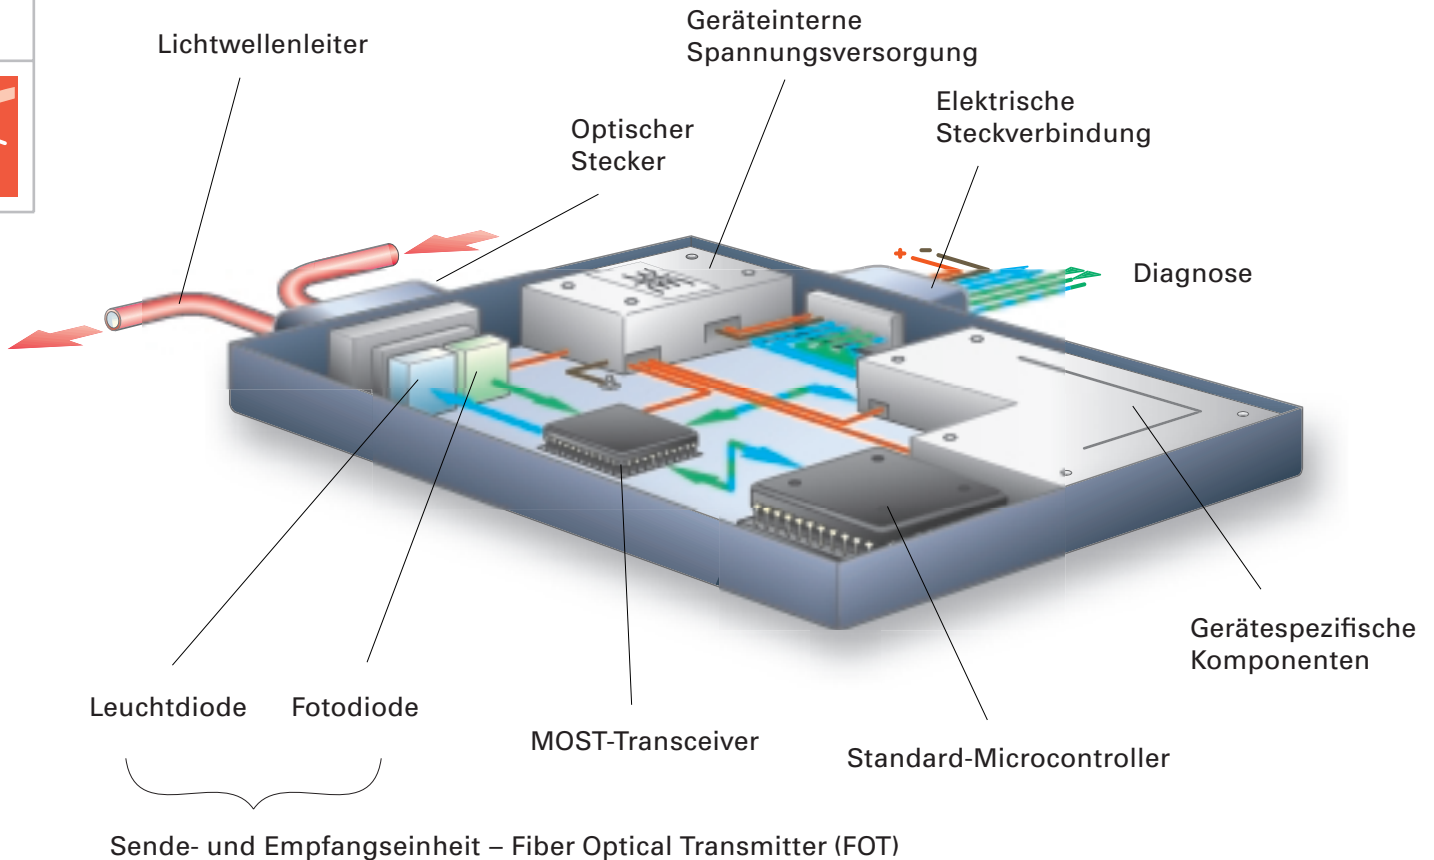 Geräteinterne
Spannungsversorgung
Lichtwellenleiter
Elektrische
Steckverbindung
Optischer
Stecker
+ -
Diagnose
Gerätespezifische
Komponenten
Leuchtdiode
Fotodiode
MOST-Transceiver
Standard-Microcontroller
Sende- und Empfangseinheit – Fiber Optical Transmitter (FOT)